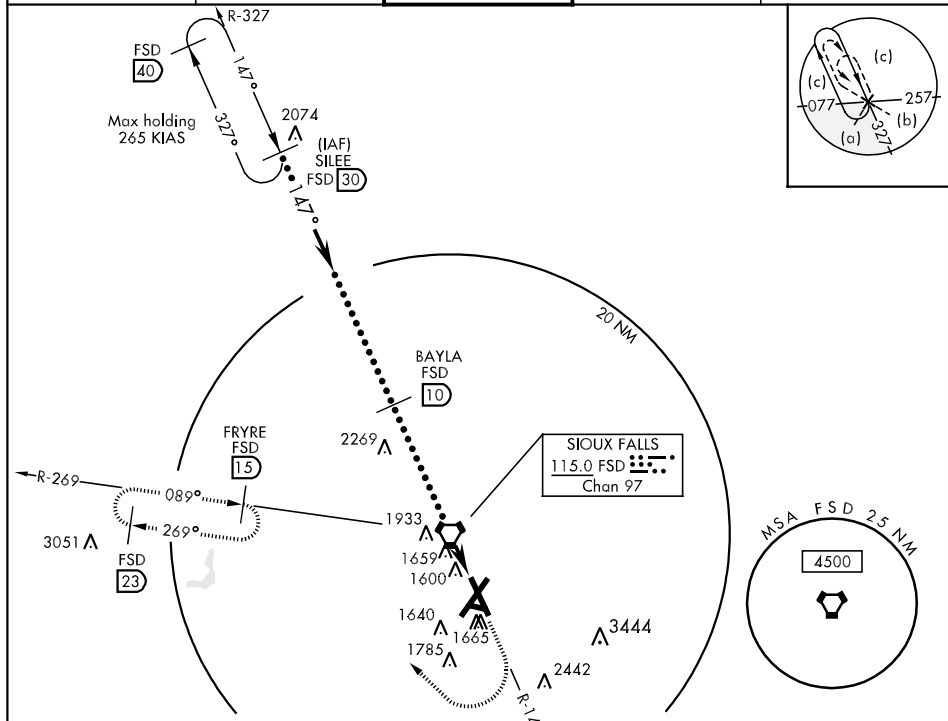 R-327
FSD
40
147°
327°
Max holding
265 KIAS
2074
(IAF)
SILEE
FSD 30
147°
(c)
(c)
077
257
(b)
(a)
327
20 NM
BAYLA
FSD
10
2269
FRYRE
FSD
15
SIOUX FALLS
115.0 FSD
Chan 97
R-269
089°
269°
3051
FSD
23
1933
1659
1600
1640
1665
1785
3444
2442
R-14
MSA FSD 25 NM
4500